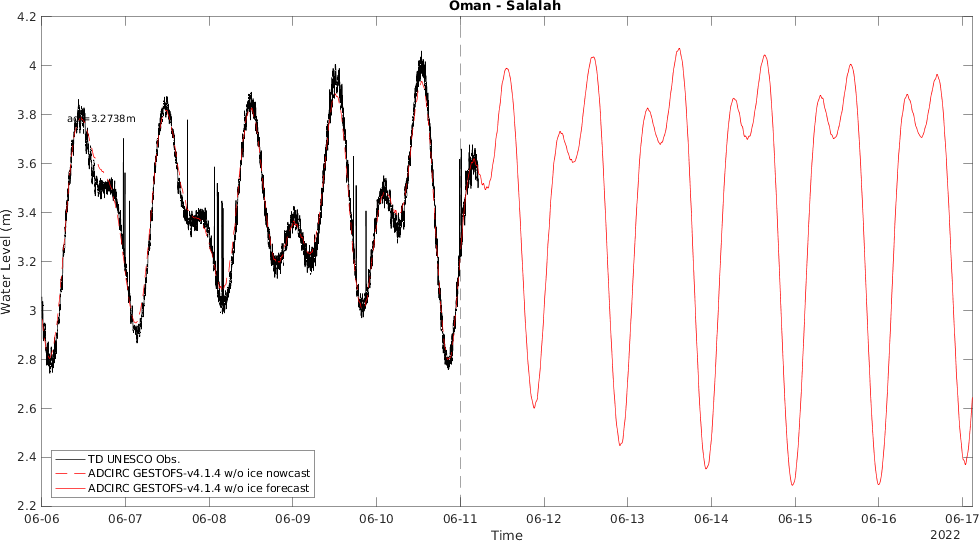 Oman - Salalah
4.2
4
3.8
3.6
3.4
3.2
3
2.8
2.6
2.4
2.2
Water Level (m)
=3.2738m
TD UNESCO Obs.
ADCIRC GESTOFS-v4.1.4 w/o ice nowcast
ADCIRC GESTOFS-v4.1.4 w/o ice forecast
06-06 06-07 06-08 06-09 06-10 06-11 06-12 06-13 06-14 06-15 06-16 06-17
Time
2022